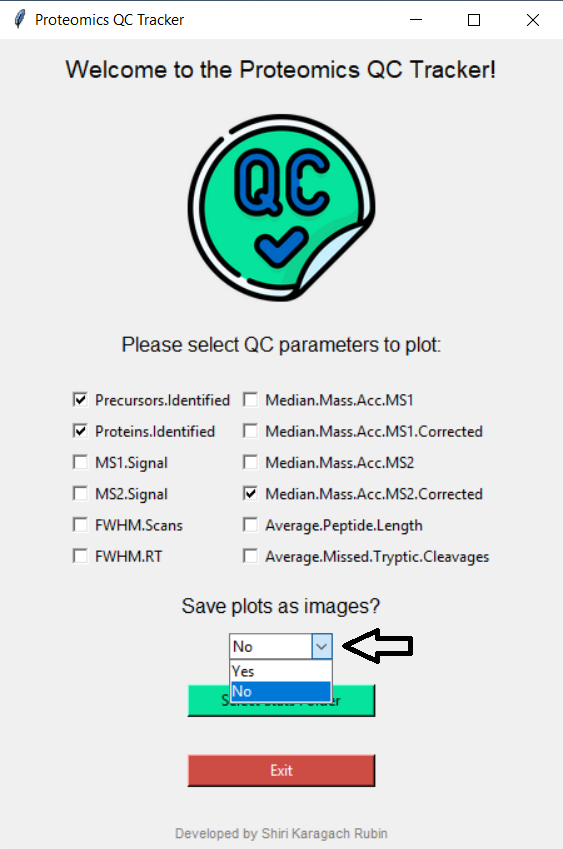 Proteomics QC Tracker
Welcome to the Proteomics QC Tracker!
QC
Please select QC parameters to plot:
Precursors.Identified Median.Mass.Acc.MS1
Proteins.Identified Median.Mass.Acc.MS1.Corrected
MS1.Signal Median.Mass.Acc.MS2
MS2.Signal Median.Mass.Acc.MS2.Corrected
FWHM.Scans Average.Peptide.Length
FWHM.RT Average.Missed.Tryptic.Cleavages
Save plots as images?
No
Yes
No
Exit
Developed by Shiri Karagach Rubin